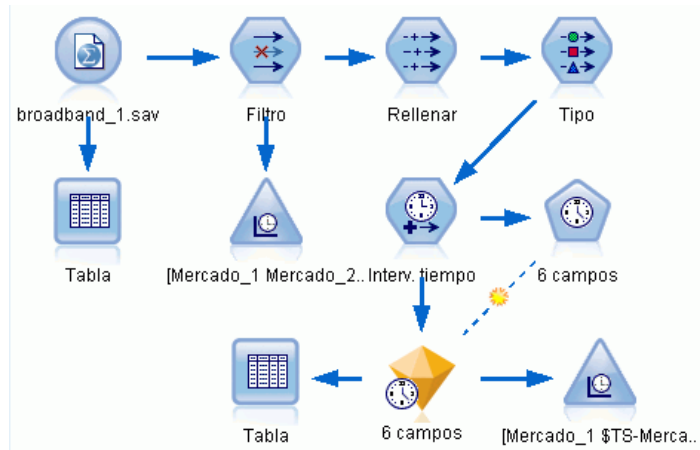 broadband_1.sav
Filtro
Rellenar
Tipo
Tabla
[Mercado_1 Mercado_2..
Interv. tiempo
6 campos
Tabla
6 campos
[Mercado_1 $TS-Merca..